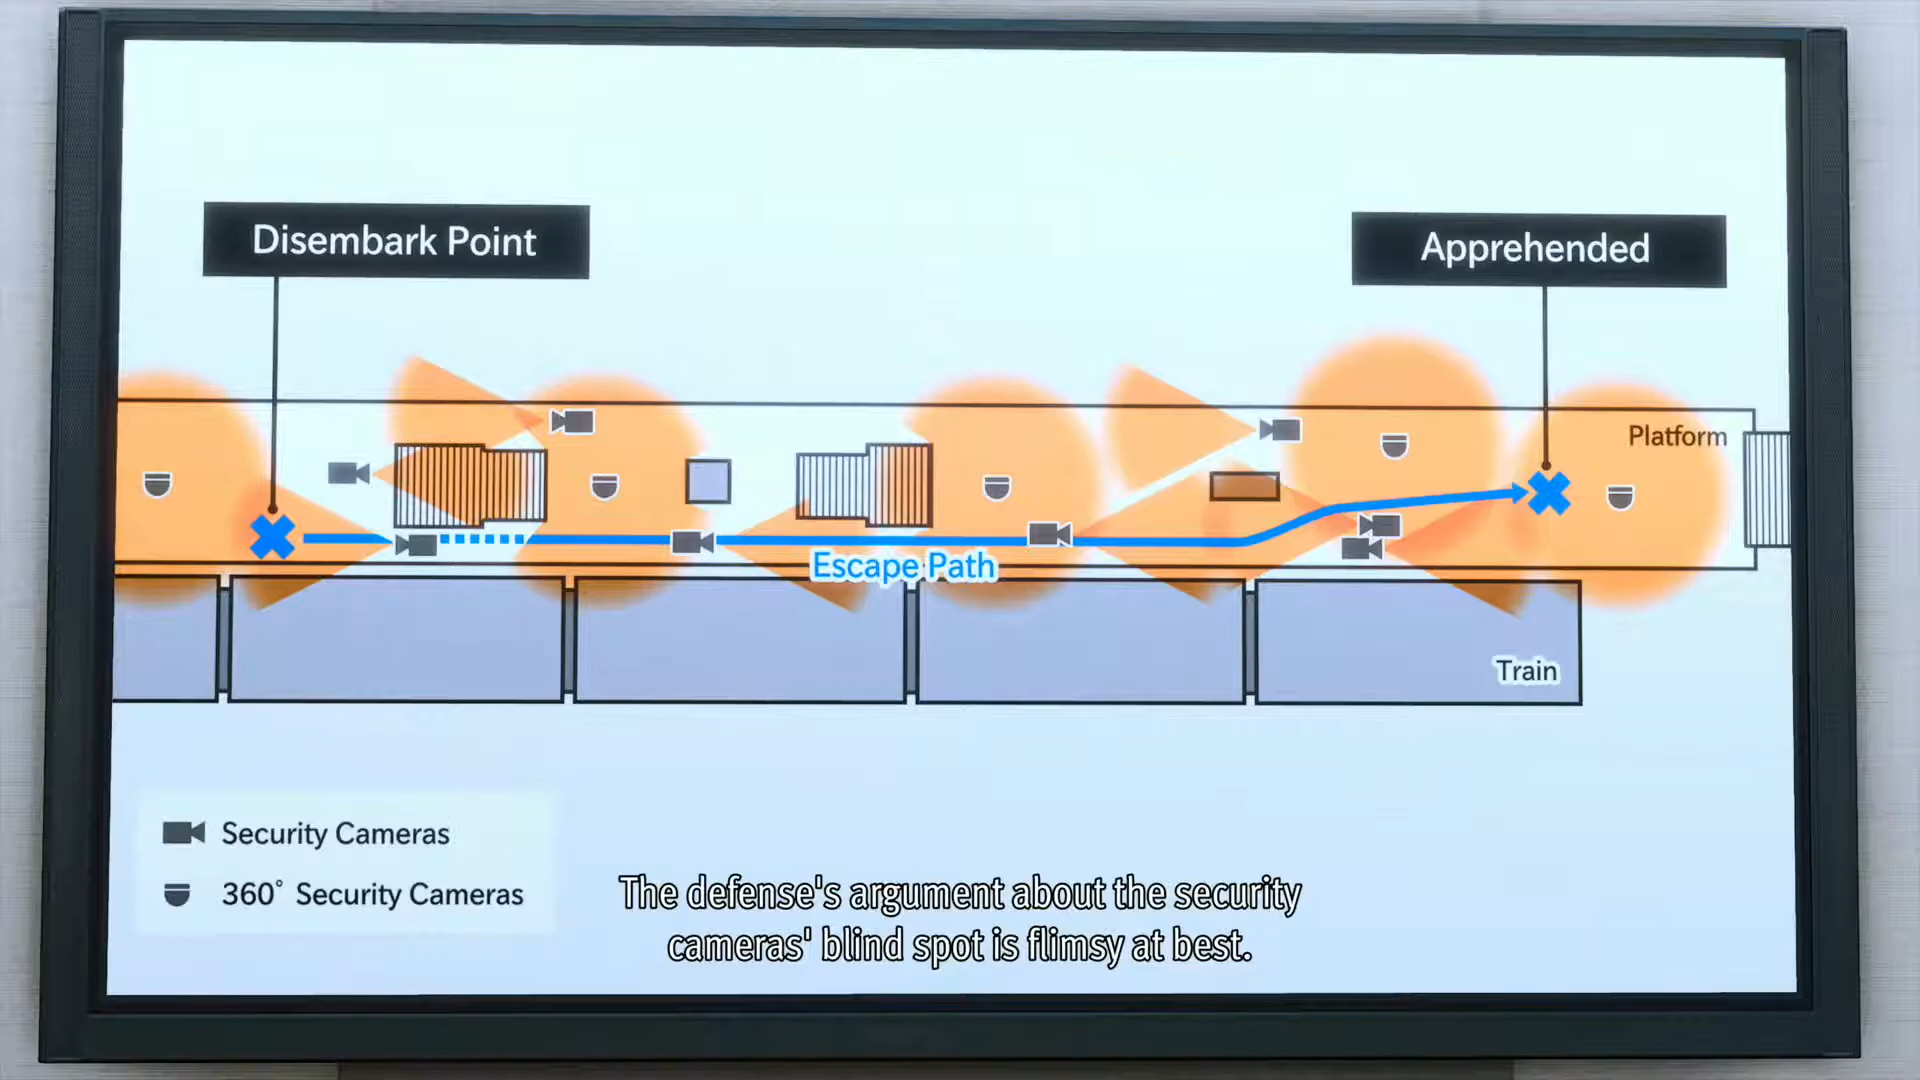 Disembark Point
Apprehended
Platform
Escape Path
Train
Security Cameras
360° Security Cameras
The defense's argument about the security
cameras' blind spot is flimsy at best.